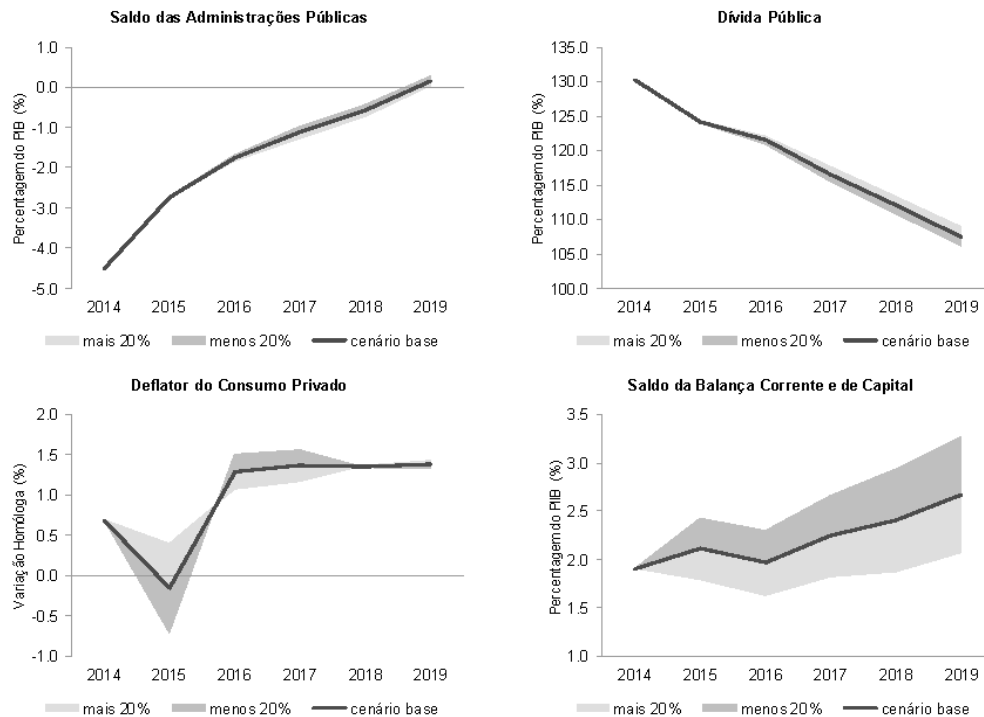 Saldo das Administrações Públicas
Percentagem do PIB (%)
1.0
0.0
-1.0
-2.0
-3.0
-4.0
-5.0
2014 2015 2016 2017 2018 2019
mais 20% menos 20% cenário base
Dívida Pública
Percentagem do PIB (%)
135.0
130.0
125.0
120.0
115.0
110.0
105.0
100.0
2014 2015 2016 2017 2018 2019
mais 20% menos 20% cenário base
Deflator do Consumo Privado
Variação Homóloga (%)
2.0
1.5
1.0
0.5
0.0
-0.5
-1.0
2014 2015 2016 2017 2018 2019
mais 20% menos 20% cenário base
Saldo da Balança Corrente e de Capital
Percentagem do PIIB (%)
3.5
3.0
2.5
2.0
1.5
1.0
2014 2015 2016 2017 2018 2019
mais 20% menos 20% cenário base